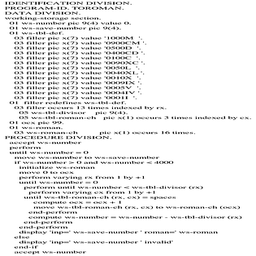 IDENTIFICATION DIVISION.
PROGRAM-ID. TOROMAN.
DATA DIVISION.
working-storage section.
01 ws-number pic 9(4) value 0.
01 ws-save-number pic 9(4).
01 ws-tbl-def.
03 filler pic x(7) value '1000M '.
03 filler pic x(7) value '0900CM '.
03 filler pic x(7) value '0500D '.
03 filler pic x(7) value '0400CD '.
03 filler pic x(7) value '0100C '.
03 filler pic x(7) value '0090XC '.
03 filler pic x(7) value '0050L '.
03 filler pic x(7) value '0040XL '.
03 filler pic x(7) value '0010X '.
03 filler pic x(7) value '0009IX '.
03 filler pic x(7) value '0005V '.
03 filler pic x(7) value '0004IV '.
03 filler pic x(7) value '0001I '.
01 filler redefines ws-tbl-def.
03 filler occurs 13 times indexed by rx.
05 ws-tbl-divisor pic 9(4).
05 ws-tbl-roman-ch pic x(1) occurs 3 times indexed by cx.
01 ocx pic 99.
01 ws-roman.
03 ws-roman-ch pic x(1) occurs 16 times.
PROCEDURE DIVISION.
accept ws-number
perform
until ws-number = 0
move ws-number to ws-save-number
if ws-number > 0 and ws-number < 4000
initialize ws-roman
move 0 to ocx
perform varying rx from 1 by +1
until ws-number = 0
perform until ws-number < ws-tbl-divisor (rx)
perform varying cx from 1 by +1
until ws-tbl-roman-ch (rx, cx) = spaces
compute ocx = ocx + 1
move ws-tbl-roman-ch (rx, cx) to ws-roman-ch (ocx)
end-perform
compute ws-number = ws-number - ws-tbl-divisor (rx)
end-perform
end-perform
display 'inp=' ws-save-number ' roman=' ws-roman
else
display 'inp=' ws-save-number ' invalid'
end-if
accept ws-number